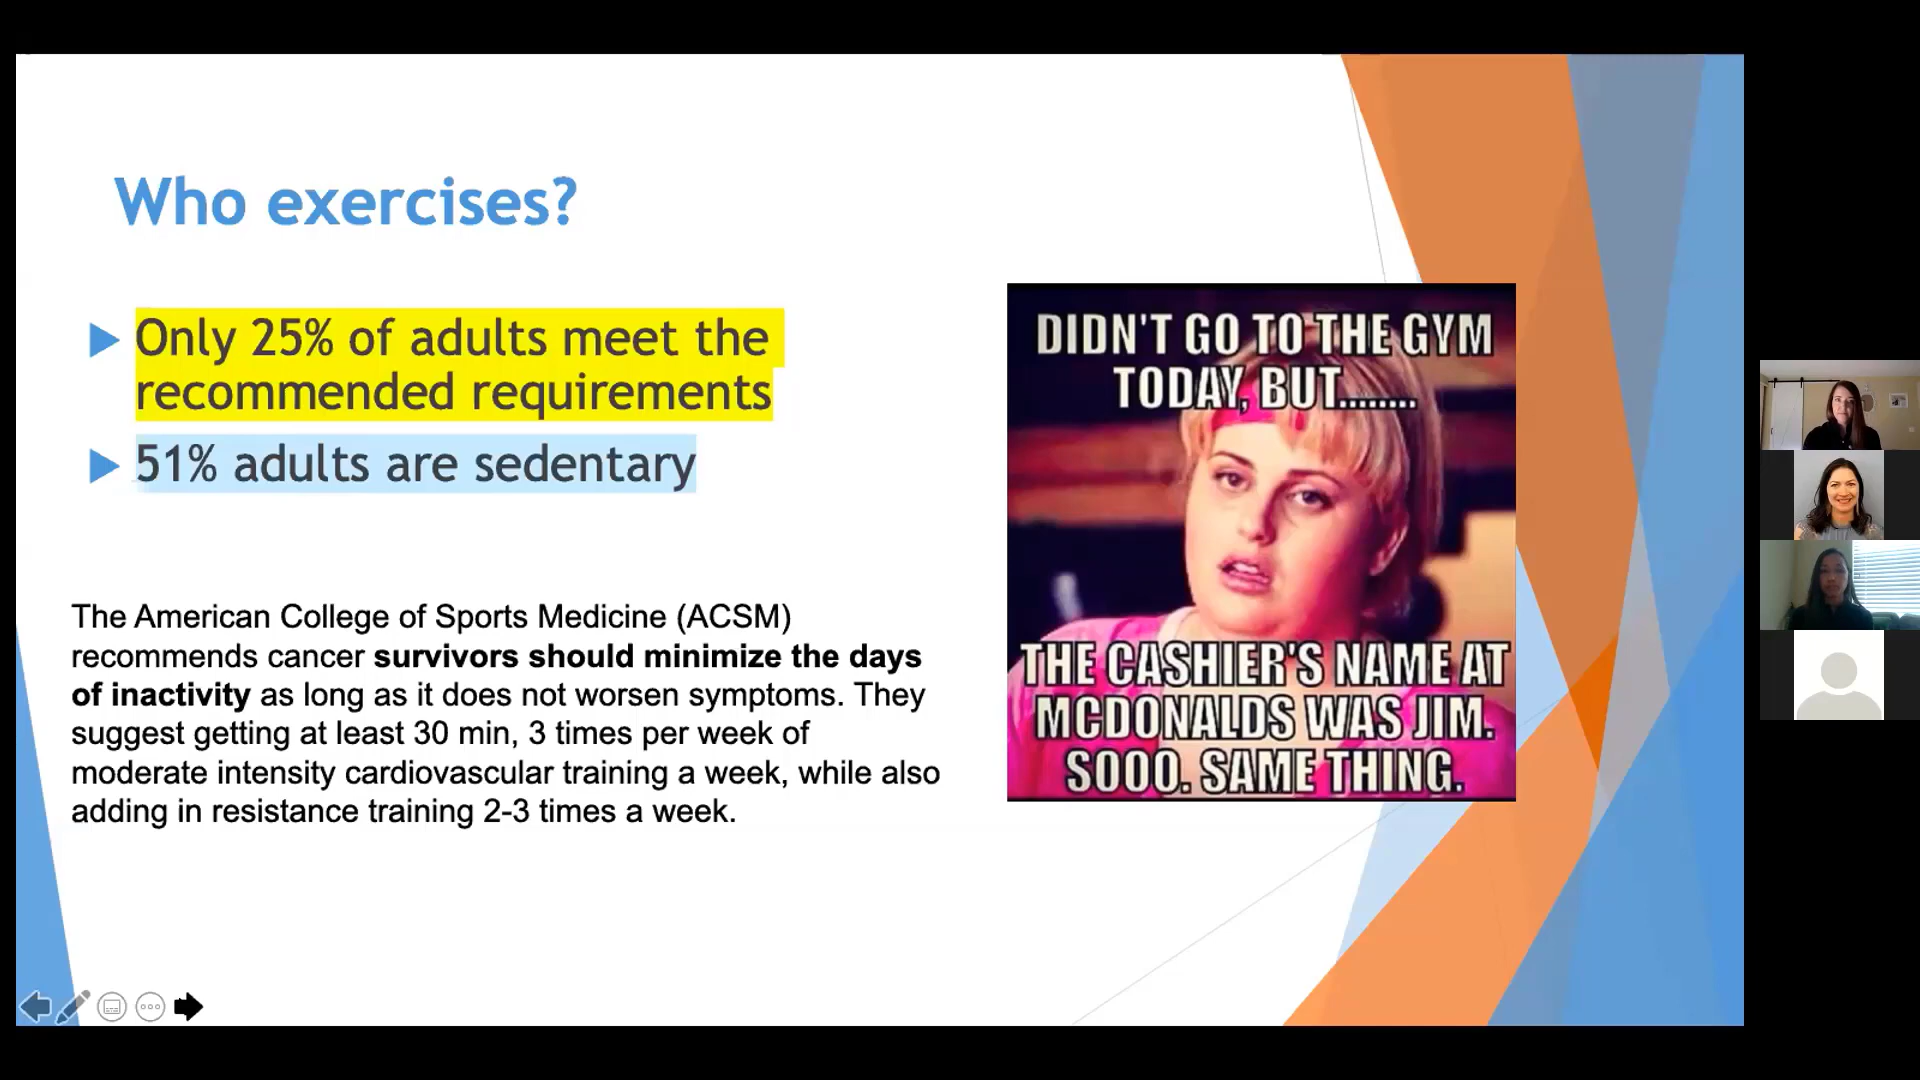 Who exercises?
Only 25% of adults meet the
recommended requirements
51% adults are sedentary
The American College of Sports Medicine (ACSM)
recommends cancer survivors should minimize the days
of inactivity as long as it does not worsen symptoms. They
suggest getting at least 30 min, 3 times per week of
moderate intensity cardiovascular training a week, while also
adding in resistance training 2-3 times a week.
DIDN'T GO TO THE GYM
TODAY, BUT........
THE CASHIER'S NAME AT
MCDONALDS WAS JIM.
SOOO. SAME THING.